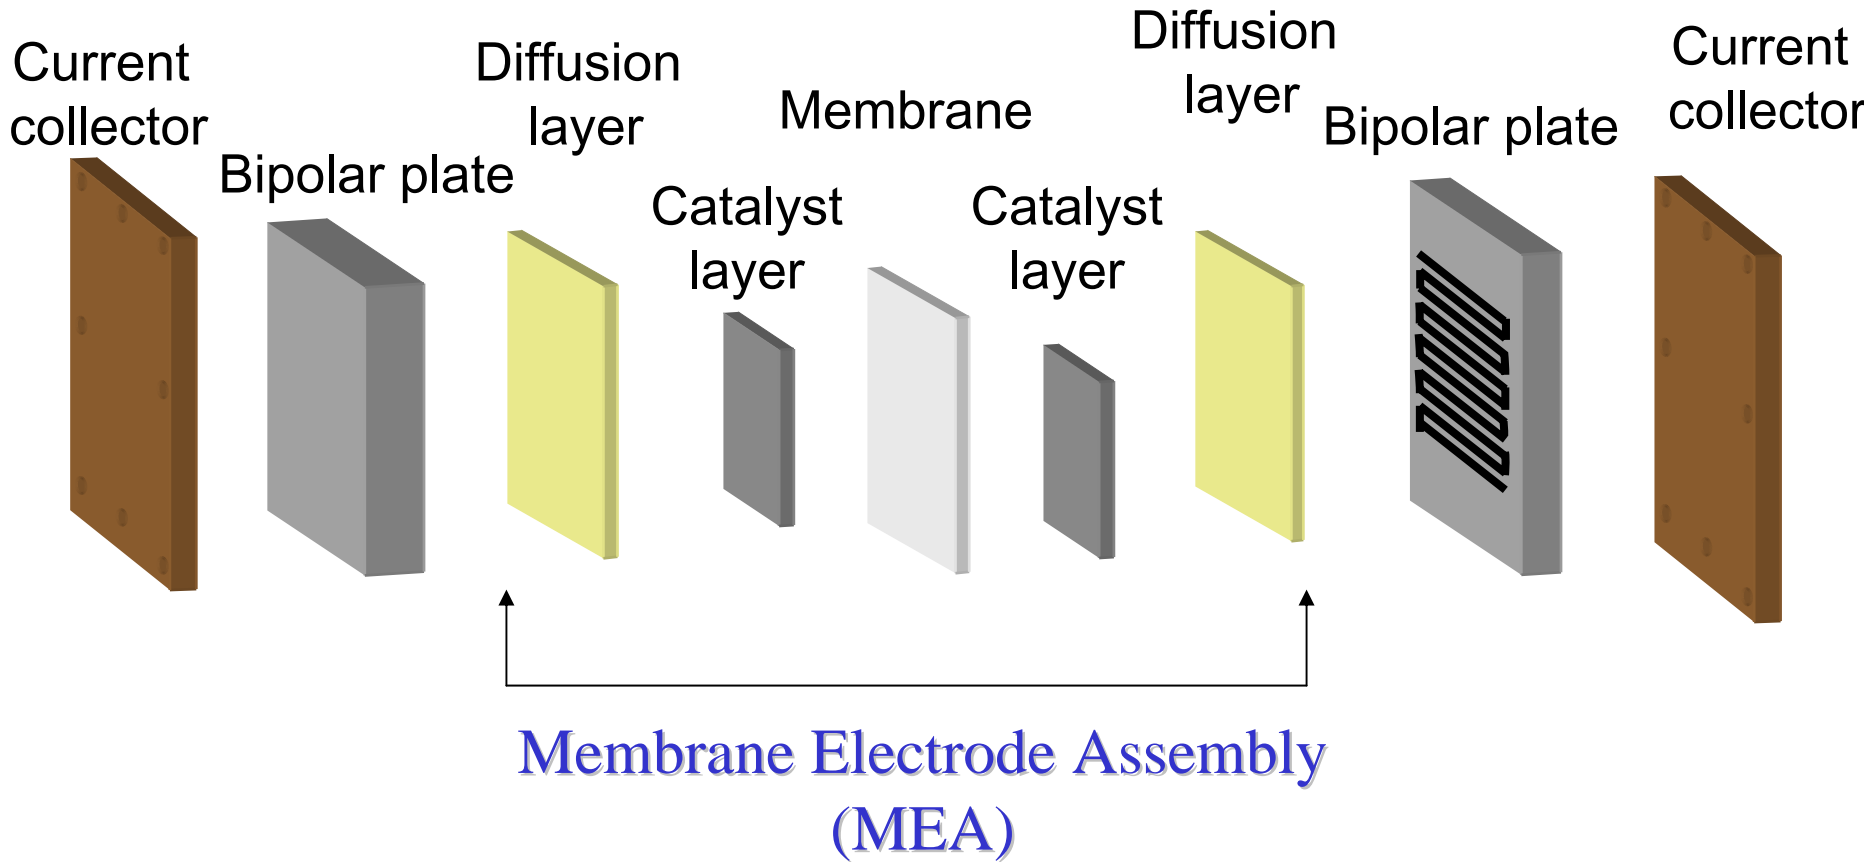 Current
collector
Bipolar plate
Diffusion
layer
Catalyst
layer
Membrane
Catalyst
layer
Diffusion
layer
Bipolar plate
Current
collector
Membrane Electrode Assembly
(MEA)